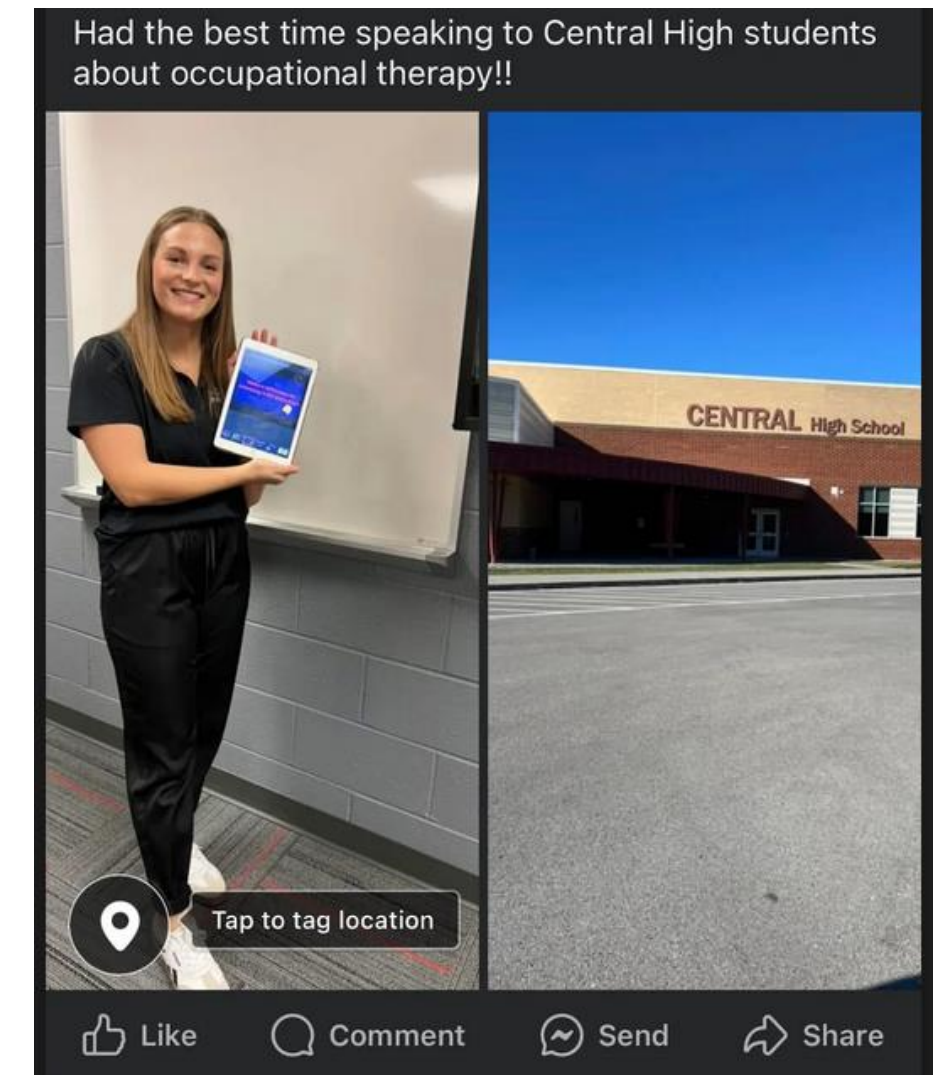 Had the best time speaking to Central High students
about occupational therapy!!
CENTRAL High School
Tap to tag location
Like
Comment
Send
Share